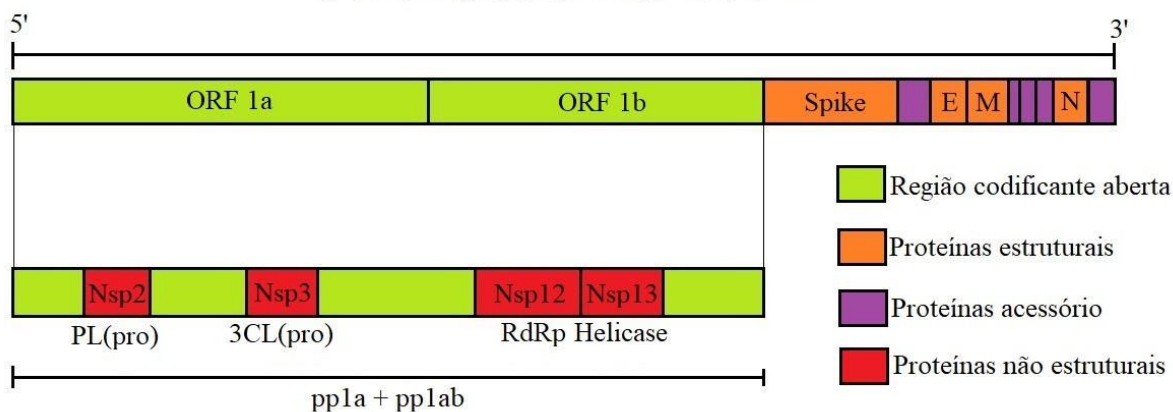 5' 3'
ORF 1a ORF 1b Spike E M N
Região codificante aberta
Proteínas estruturais
Nsp2 Nsp3 Nsp12 Nsp13
Proteínas acessório
PL(pro) 3CL(pro) RdRp Helicase
Proteínas não estruturais
pp1a + pp1ab